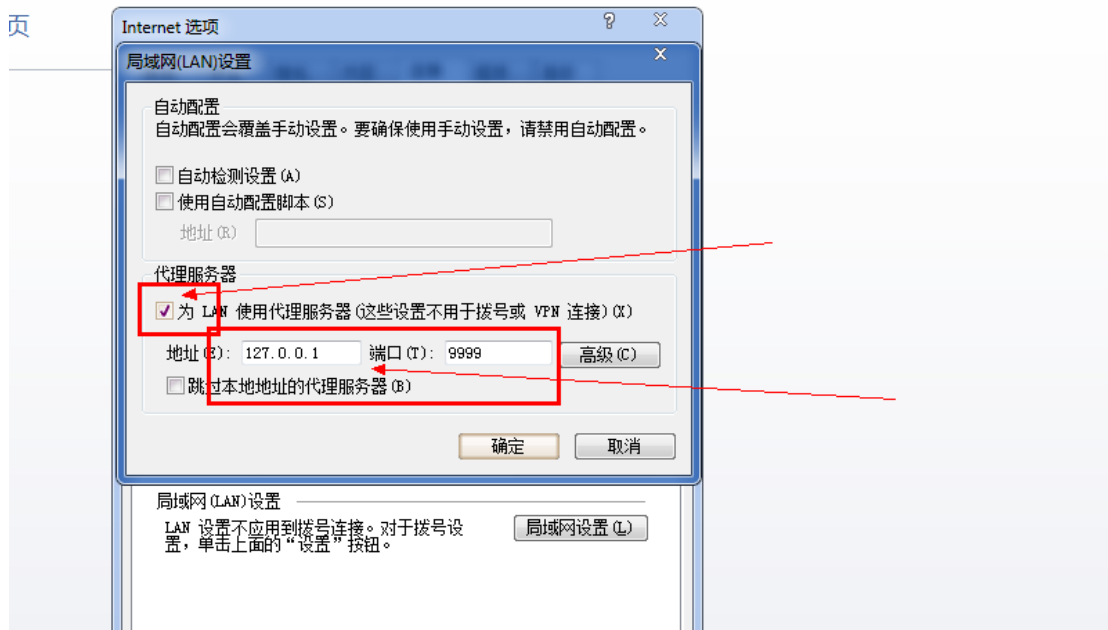 页
Internet 选项
局域网(LAN)设置
自动配置
自动配置会覆盖手动设置。要确保使用手动设置，请禁用自动配置。
自动检测设置(A)
使用自动配置脚本(S)
地址(R)
代理服务器
为 LAN 使用代理服务器(这些设置不用于拨号或 VPN 连接)(X)
地址(E): 127.0.0.1 端口(T): 9999 高级(C)
跳过本地地址的代理服务器(B)
确定 取消
局域网(LAN)设置
LAN 设置不应用到拨号连接。对于拨号设 局域网设置(L)
置，单击上面的“设置”按钮。